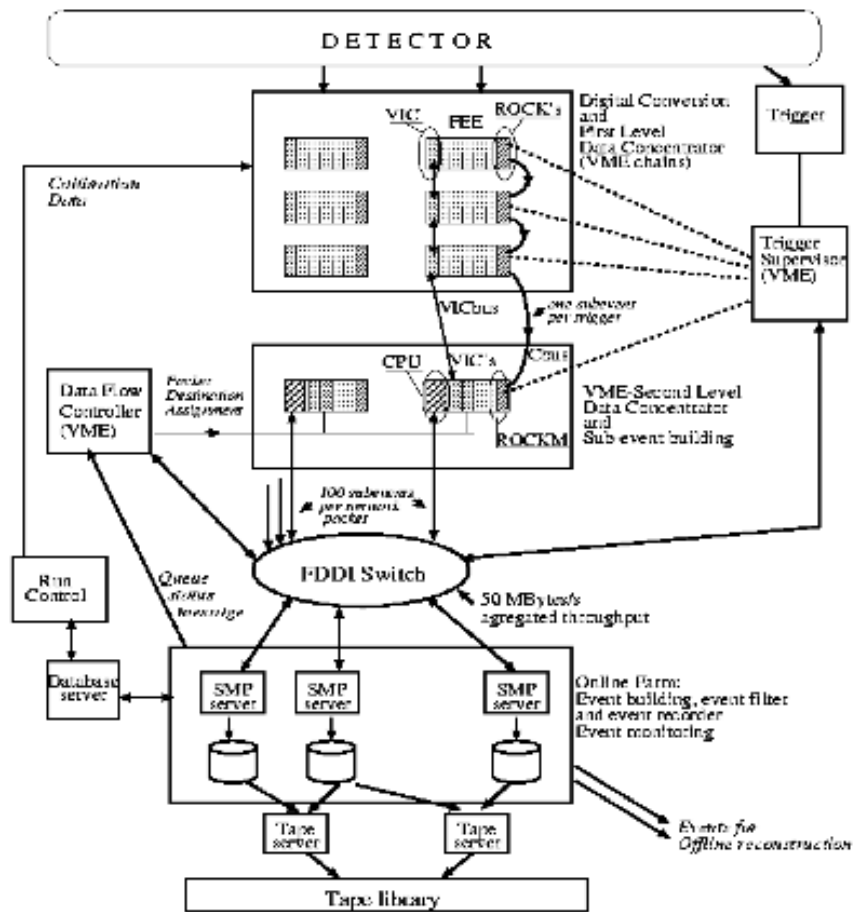 DETECTOR
VIC
FEE
ROCK's
Digital Conversion
and
First Level
Data Concentrator
(VME chains)
Trigger
Data
Trigger
Supervisor
(VME)
VICbus
one subevent
per trigger
Cbus
CPU
VIC's
Data Flow
Controller
(VME)
Destination
Assignment
VME-Second Level
Data Concentrator
and
Sub event building
ROCKM
100 subevents
per network
packet
FDDI Switch
50 MBytes/s
agregated throughput
Run
Control
Queue
status
message
Database
server
SMP
server
SMP
server
SMP
server
Online Farm:
Event building, event filter
and event recorder
Event monitoring
Tape
server
Tape
server
Events for
Offline reconstruction
Tape library